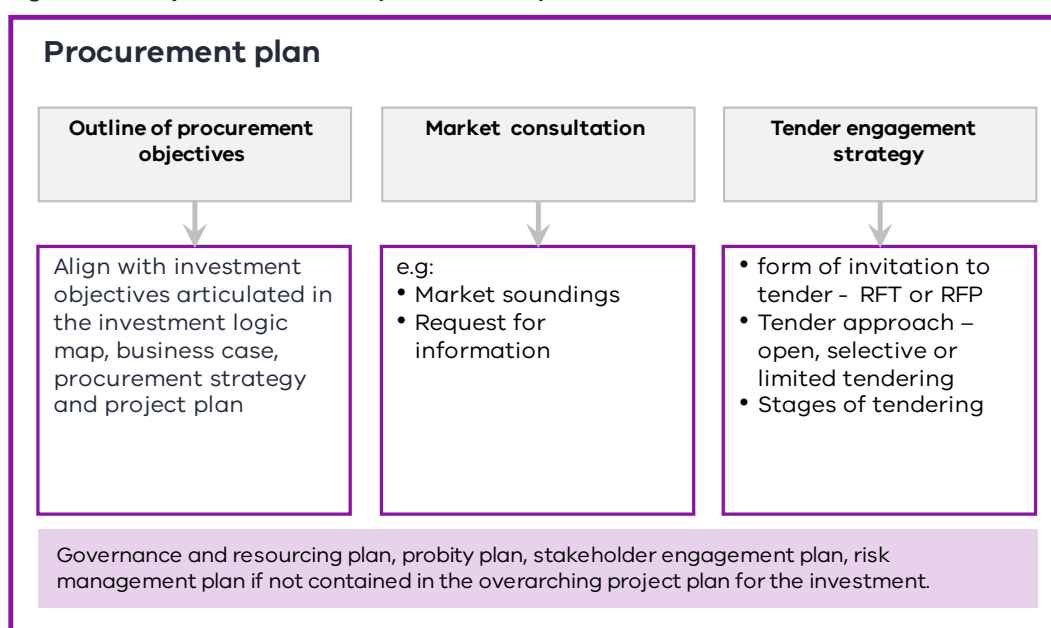 Procurement plan
Outline of procurement
objectives
Market consultation
Tender engagement
strategy
Align with investment
objectives articulated in
the investment logic
map, business case,
procurement strategy
and project plan
e.g:
• Market soundings
• Request for
information
• form of invitation to
tender - RFT or RFP
• Tender approach –
open, selective or
limited tendering
• Stages of tendering
Governance and resourcing plan, probity plan, stakeholder engagement plan, risk
management plan if not contained in the overarching project plan for the investment.